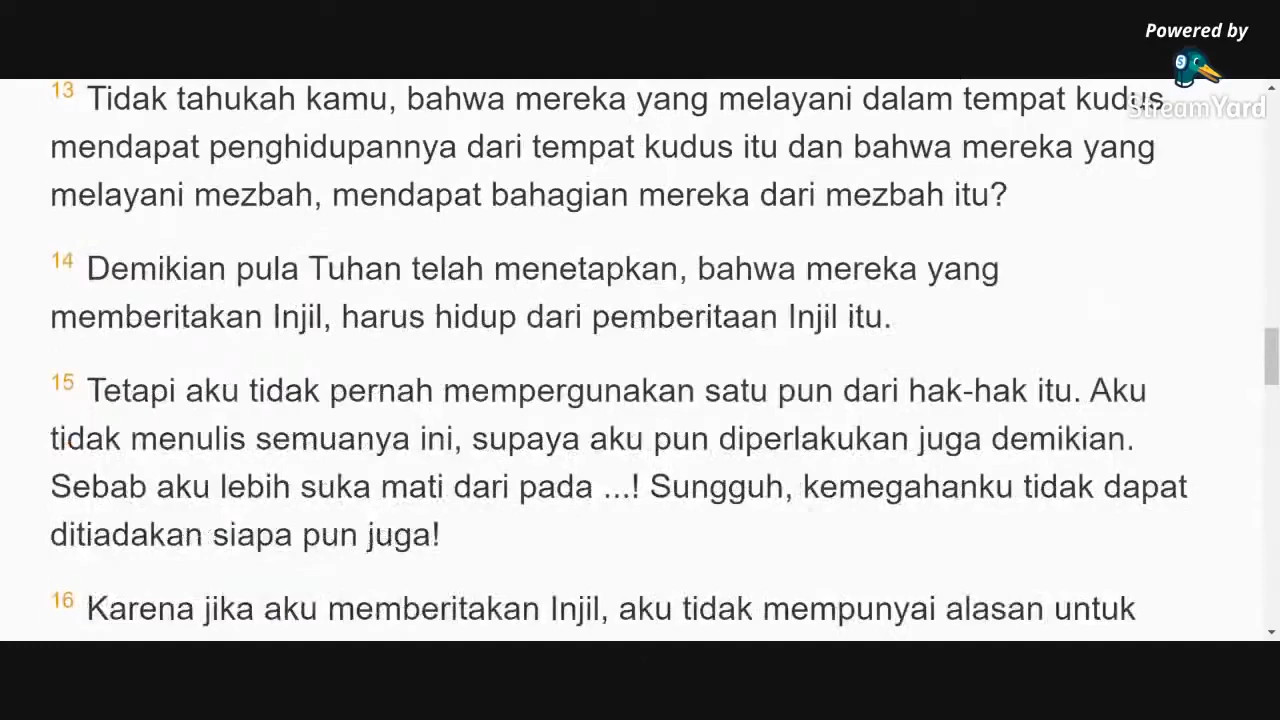 Powered by
StreamYard
13 Tidak tahukah kamu, bahwa mereka yang melayani dalam tempat kudus
mendapat penghidupannya dari tempat kudus itu dan bahwa mereka yang
melayani mezbah, mendapat bahagian mereka dari mezbah itu?
14 Demikian pula Tuhan telah menetapkan, bahwa mereka yang
memberitakan Injil, harus hidup dari pemberitaan Injil itu.
15 Tetapi aku tidak pernah mempergunakan satu pun dari hak-hak itu. Aku
tidak menulis semuanya ini, supaya aku pun diperlakukan juga demikian.
Sebab aku lebih suka mati dari pada ...! Sungguh, kemegahanku tidak dapat
ditiadakan siapa pun juga!
16 Karena jika aku memberitakan Injil, aku tidak mempunyai alasan untuk